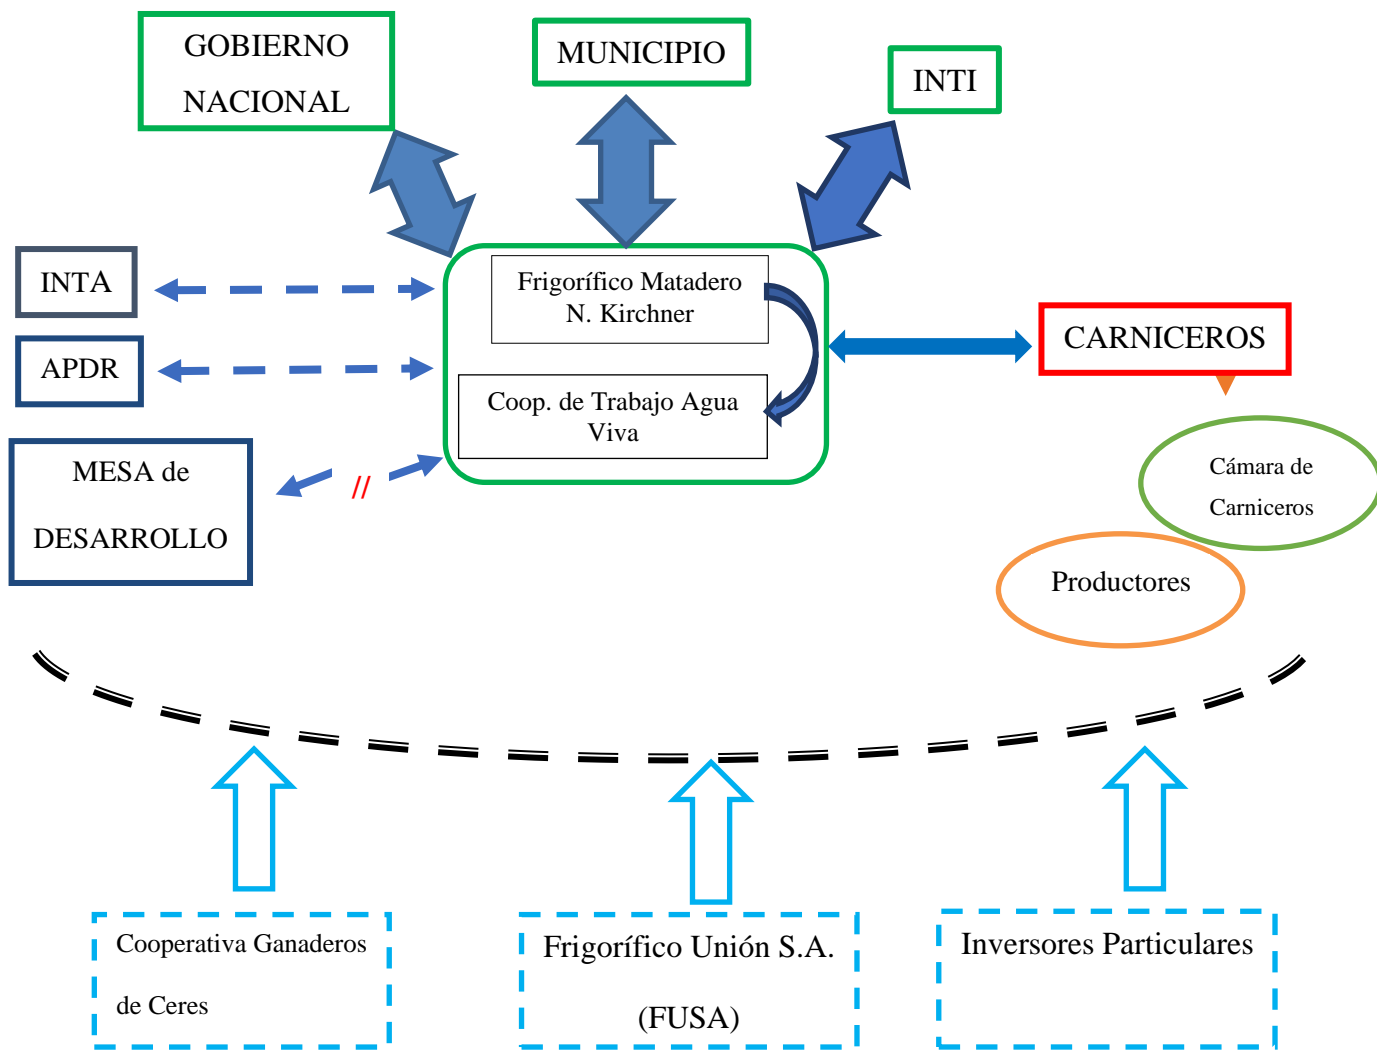 GOBIERNO
NACIONAL
MUNICIPIO
INTI
INTA
APDR
MESA de
DESARROLLO
//
Frigorífico Matadero
N. Kirchner
Coop. de Trabajo Agua
Viva
CARNICEROS
Cámara de
Carniceros
Productores
Cooperativa Ganaderos
de Ceres
Frigorífico Unión S.A.
(FUSA)
Inversores Particulares